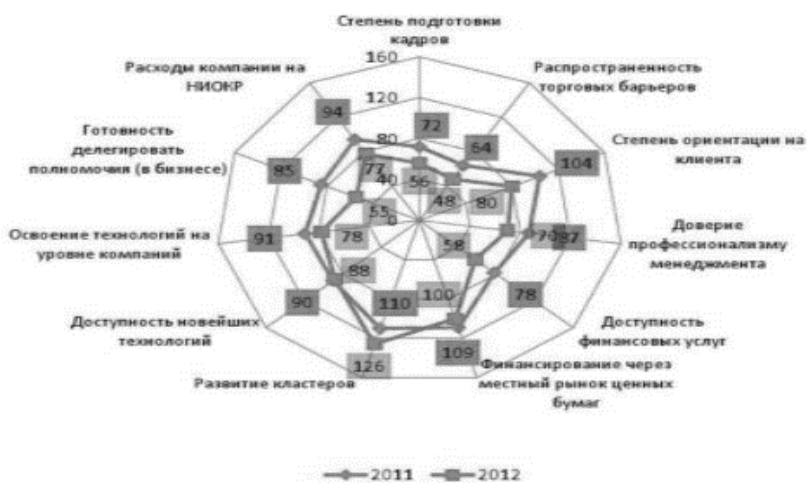 Степень подготовки
кадров
160
Расходы компании на
НИОКР
Распространенность
торговых барьеров
120
94
72
80
64
Готовность
делегировать
полномочия (в бизнесе)
Степень ориентации на
клиента
104
85
77
40
56
48
80
55
0
Освоение технологий на
уровне компаний
91
78
58
70
87
Доверие
профессионализму
менеджмента
88
90
110
100
78
Доступность новейших
технологий
Доступность
финансовых услуг
109
126
Развитие кластеров
Финансирование через
местный рынок ценных
бумаг
2011
2012